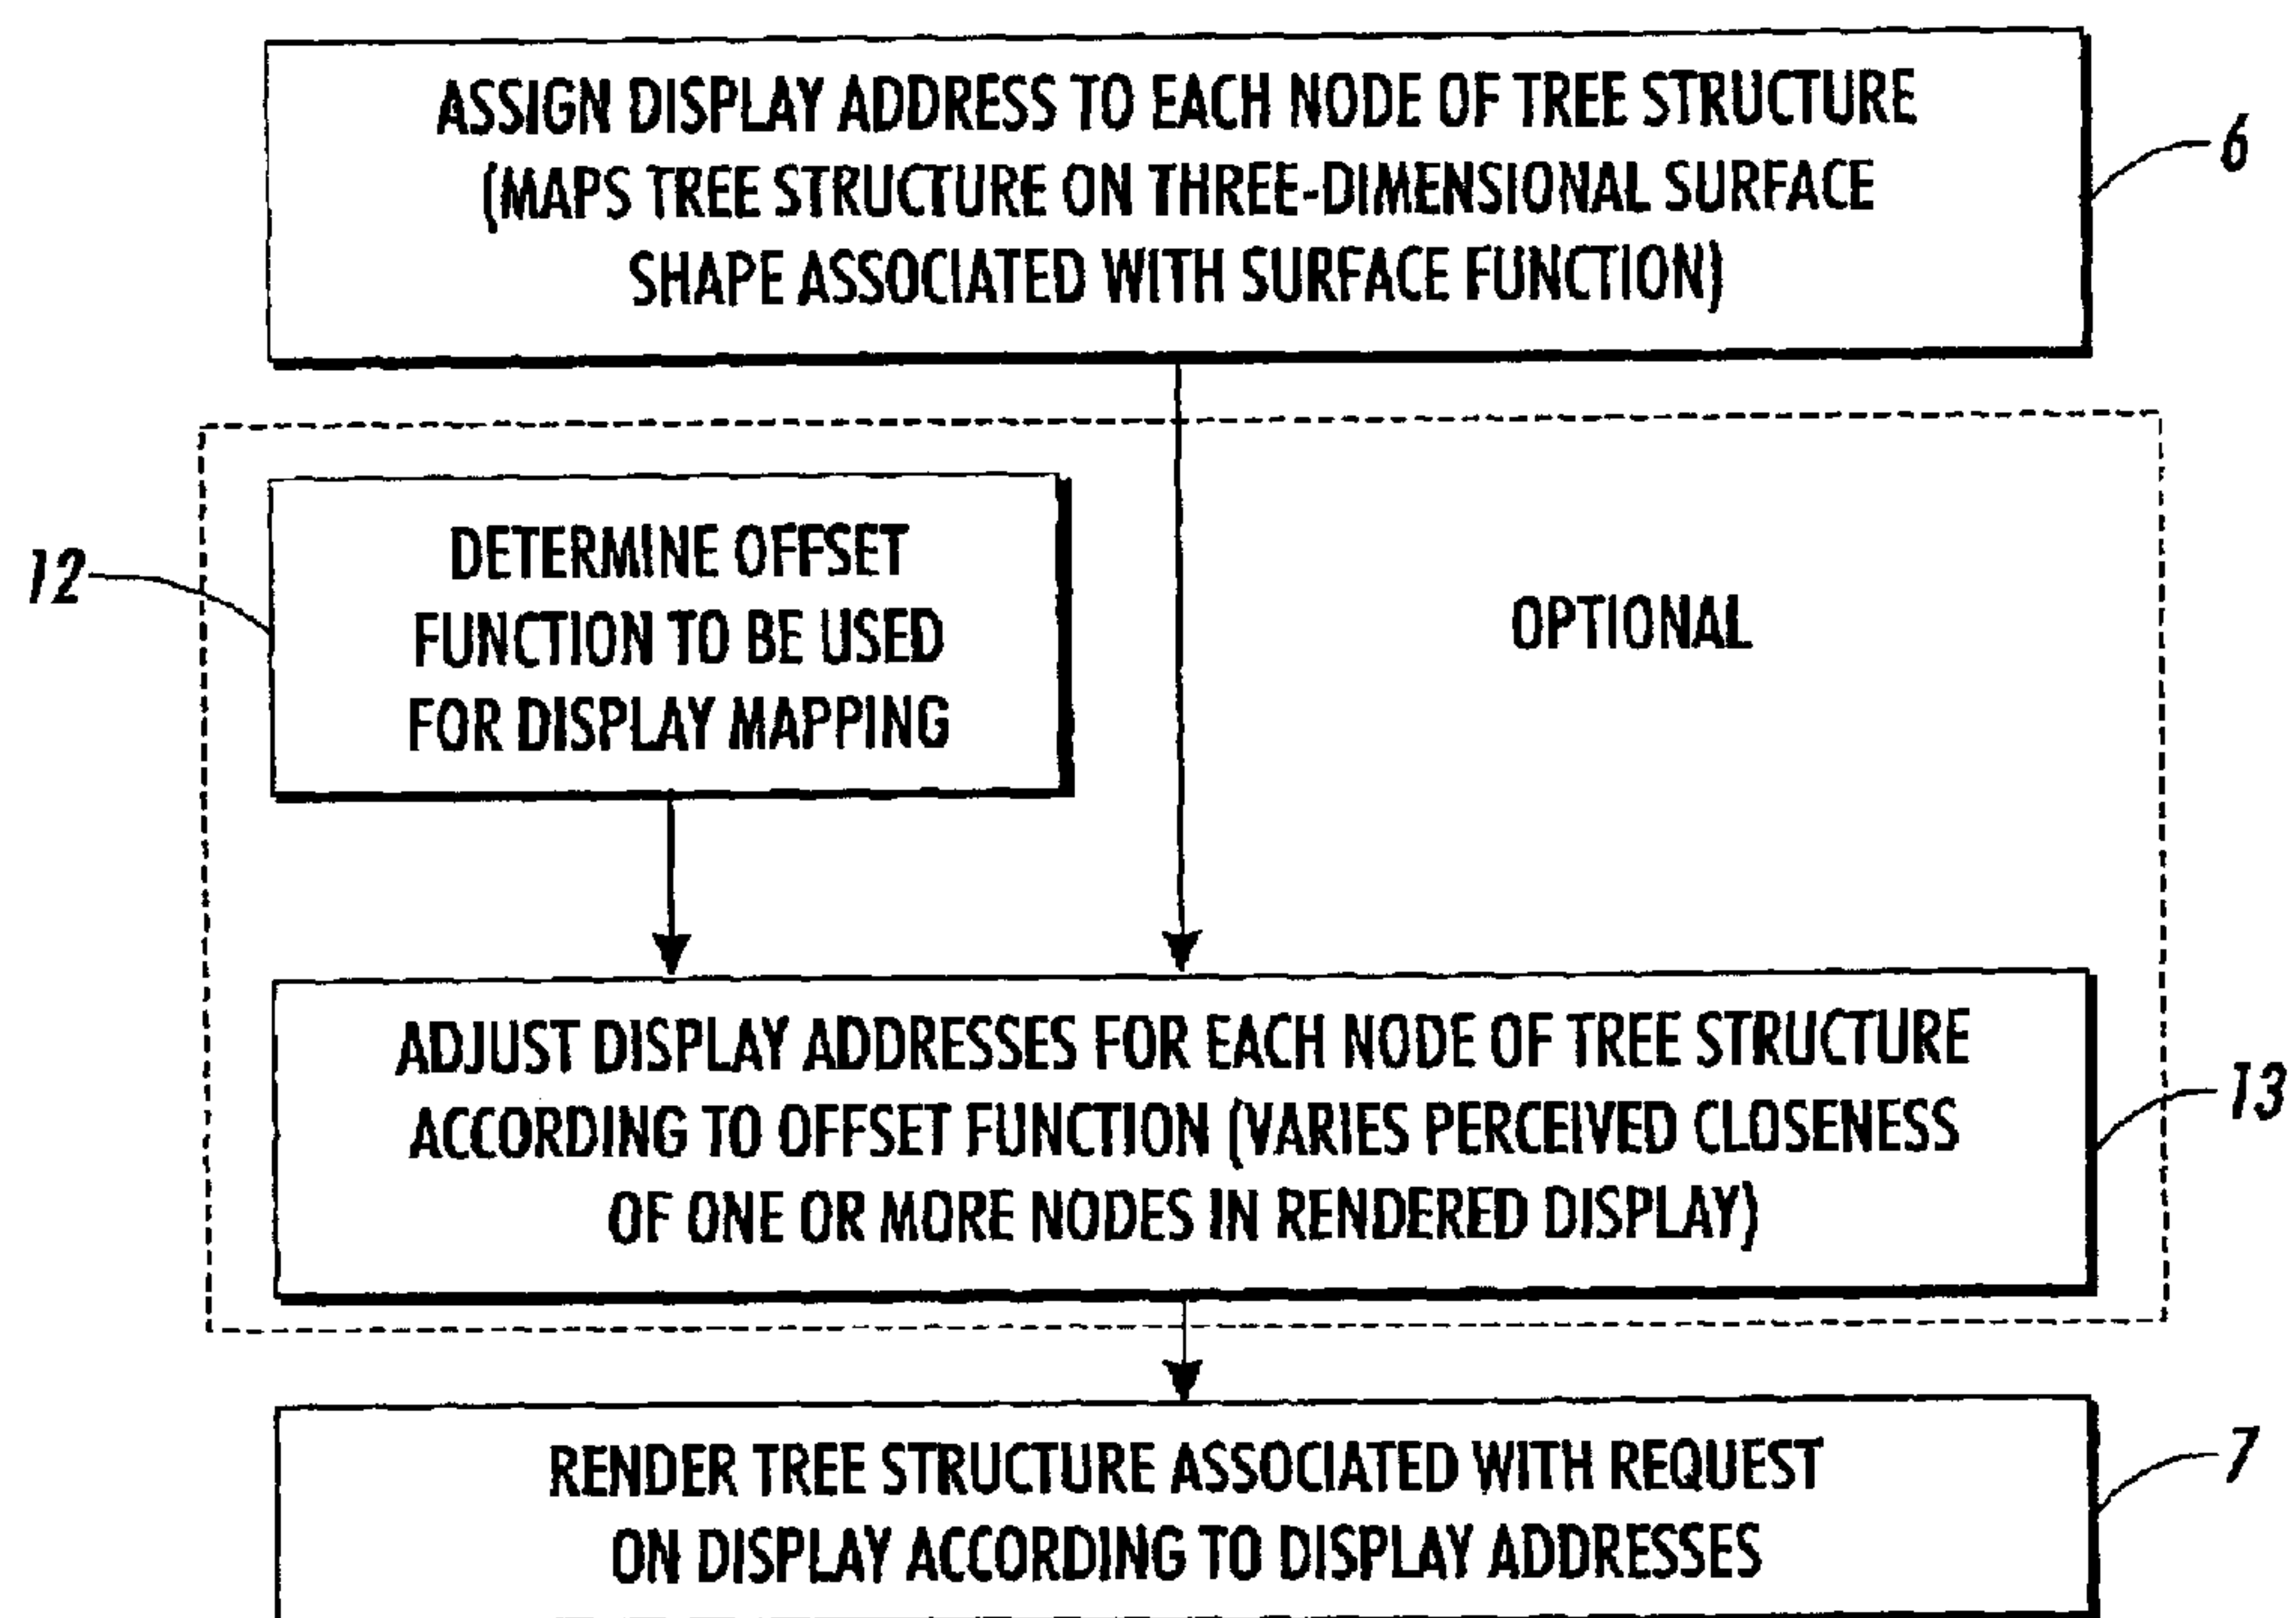 ASSIGN DISPLAY ADDRESS TO EACH NODE OF TREE STRUCTURE
(MAPS TREE STRUCTURE ON THREE-DIMENSIONAL SURFACE
SHAPE ASSOCIATED WITH SURFACE FUNCTION)
6
12
DETERMINE OFFSET
FUNCTION TO BE USED
FOR DISPLAY MAPPING
OPTIONAL
ADJUST DISPLAY ADDRESSES FOR EACH NODE OF TREE STRUCTURE
ACCORDING TO OFFSET FUNCTION (VARIES PERCEIVED CLOSENESS
OF ONE OR MORE NODES IN RENDERED DISPLAY)
13
RENDER TREE STRUCTURE ASSOCIATED WITH REQUEST
ON DISPLAY ACCORDING TO DISPLAY ADDRESSES
7